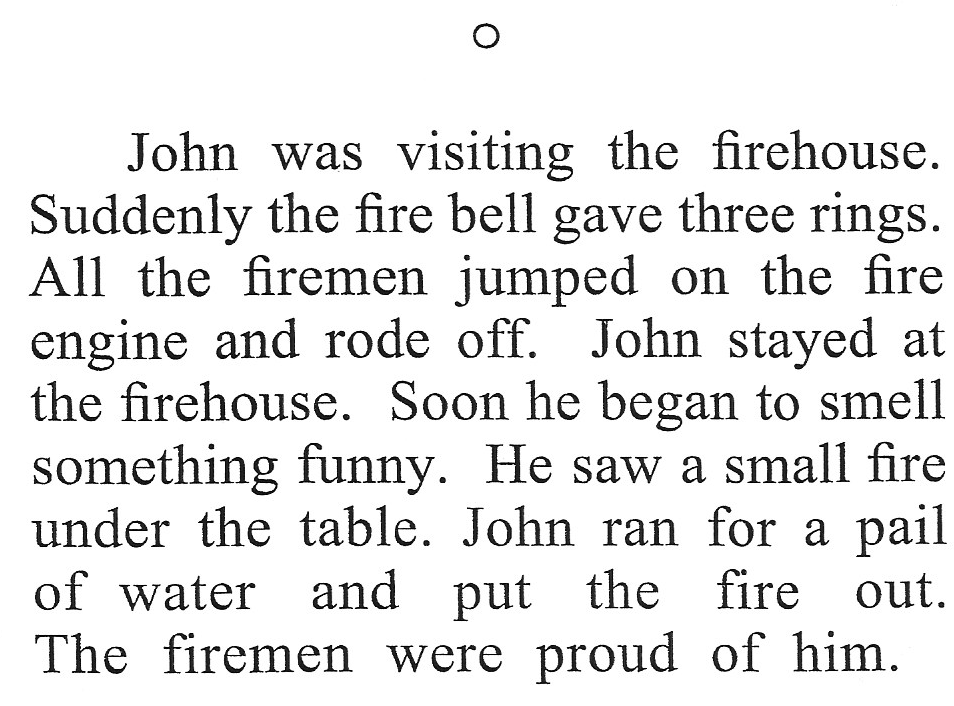 John was visiting the firehouse.
Suddenly the fire bell gave three rings.
All the firemen jumped on the fire
engine and rode off. John stayed at
the firehouse. Soon he began to smell
something funny. He saw a small fire
under the table. John ran for a pail
of water and put the fire out.
The firemen were proud of him.